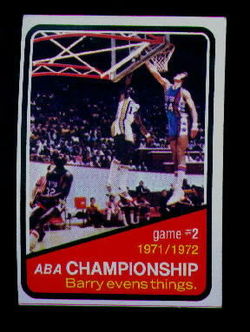 game #2
1971/1972
ABA CHAMPIONSHIP
Barry evens things.